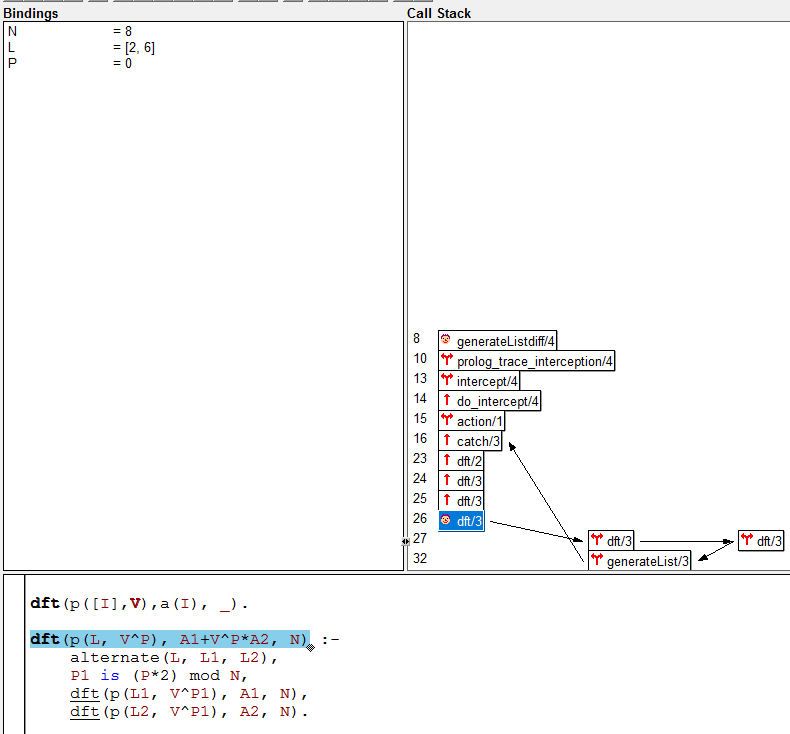 Bindings
N = 8
L = [2, 6]
P = 0
Call Stack
8 generateListdiff/4
10 prolog_trace_interception/4
13 intercept/4
14 do_intercept/4
15 action/1
16 catch/3
23 dft/2
24 dft/3
25 dft/3
26 dft/3
27 dft/3 dft/3
32 generateList/3
dft(p([I],V),a(I), _).
dft(p(L, V^P), A1+V^P*A2, N) :-
alternate(L, L1, L2),
P1 is (P*2) mod N,
dft(p(L1, V^P1), A1, N),
dft(p(L2, V^P1), A2, N).